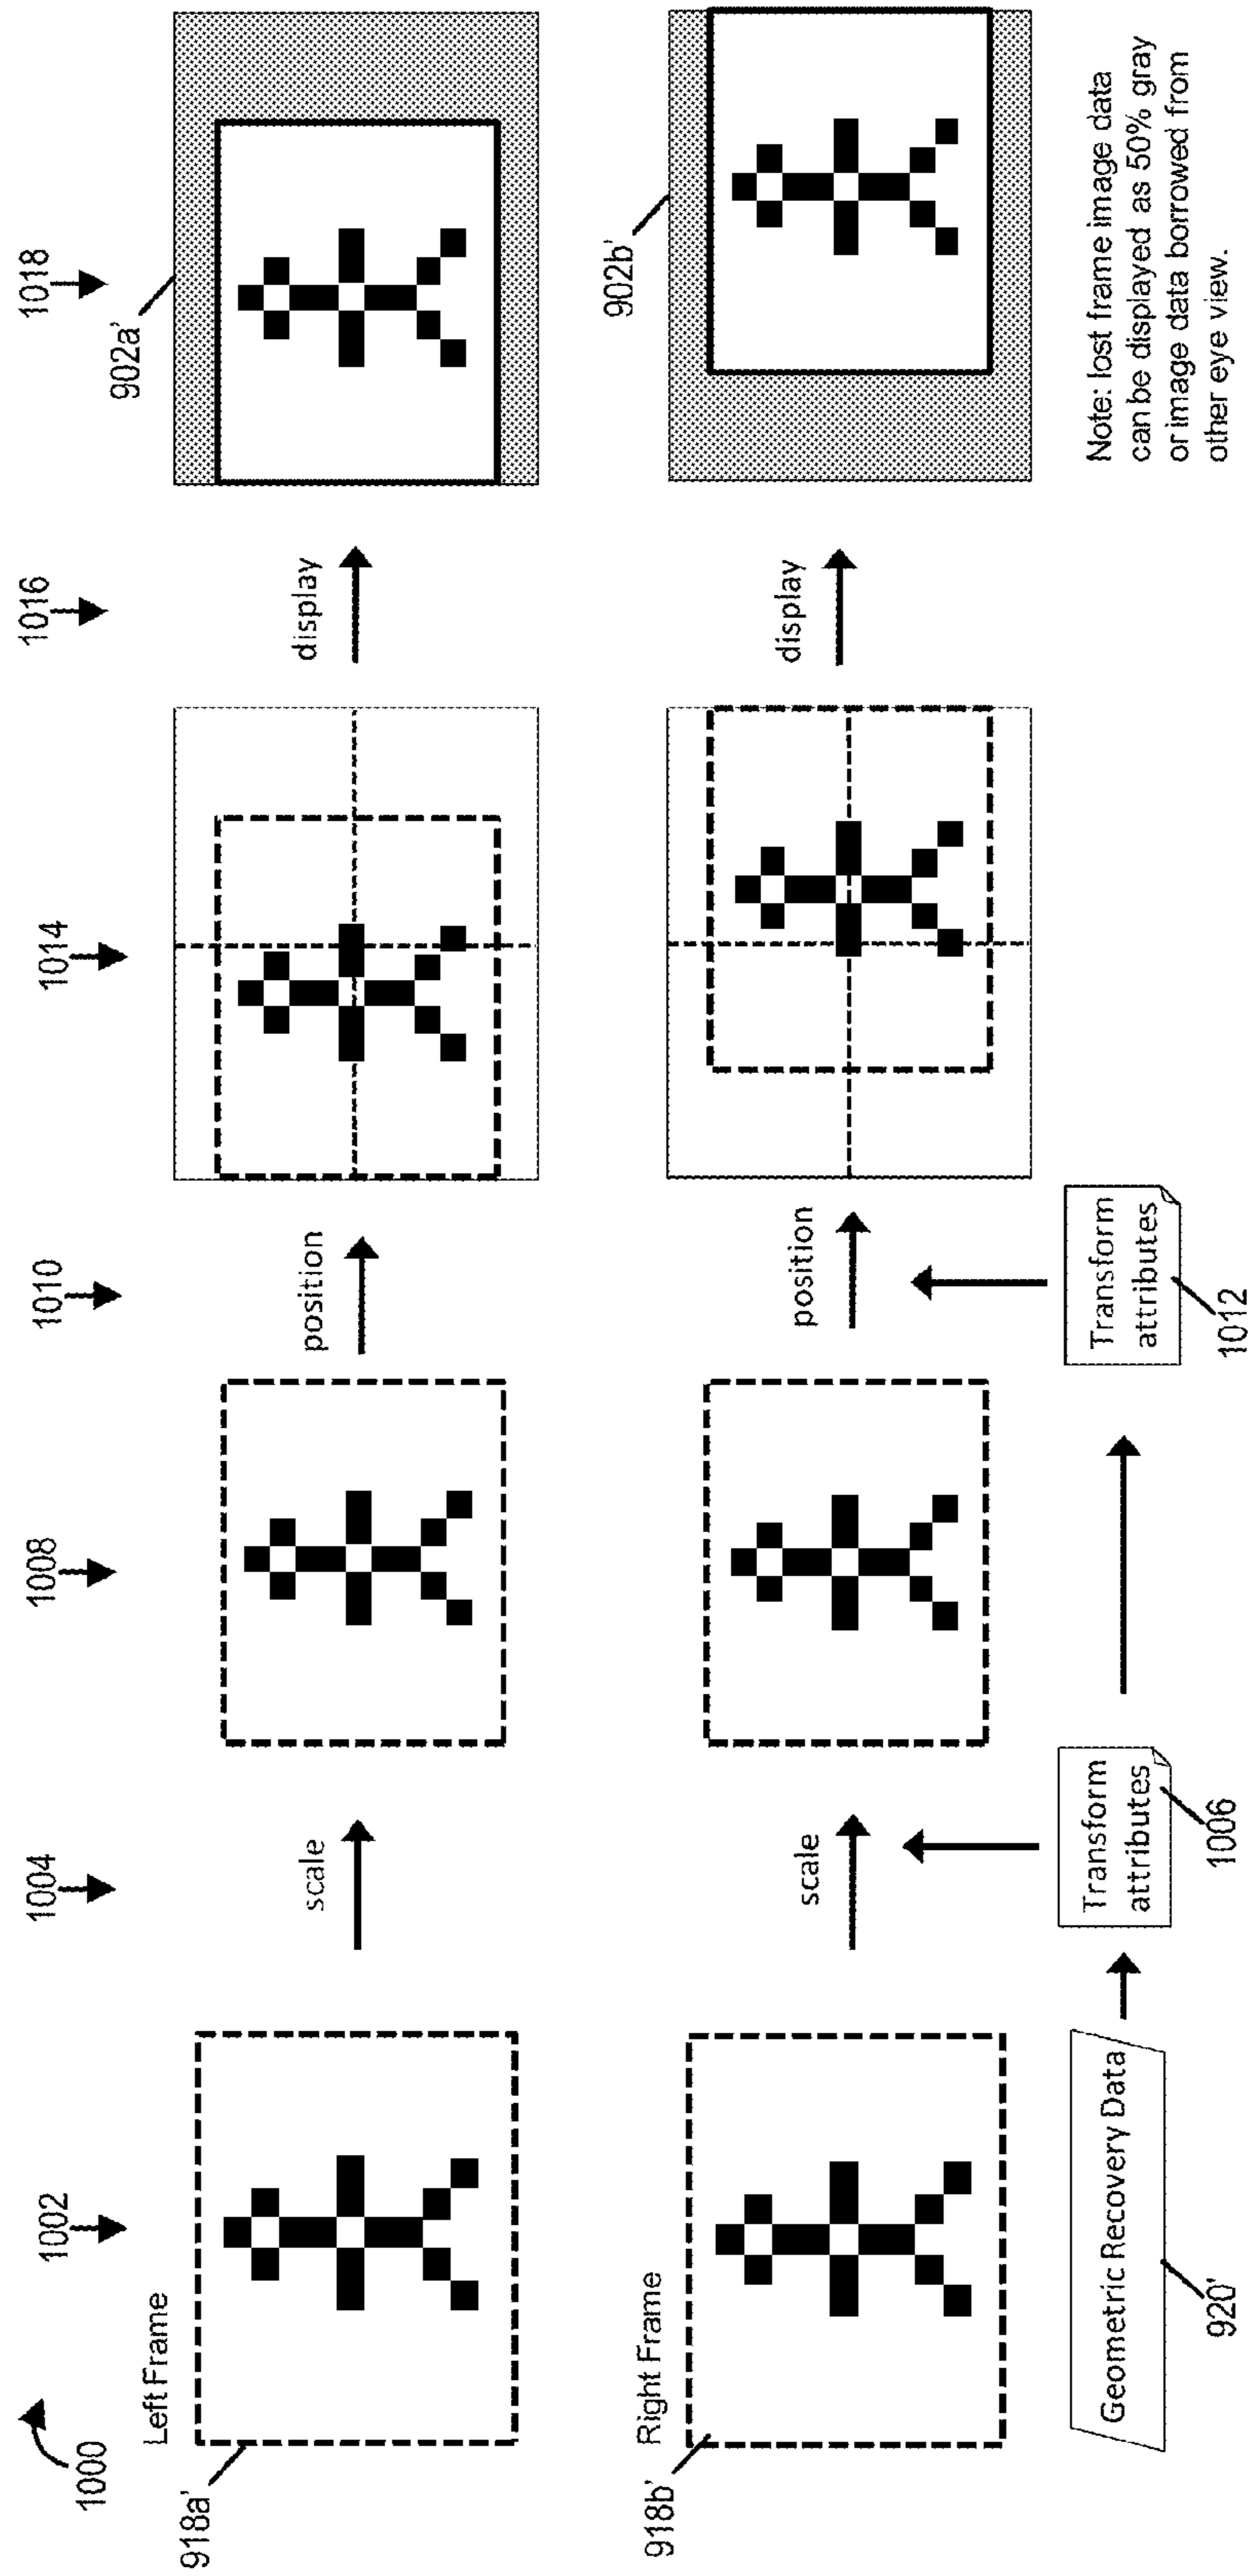 1000
1002
1004
1008
1010
1014
1016
1018
Left Frame
918a'
scale
position
display
902a'
Right Frame
918b'
scale
position
display
902b'
Geometric Recovery Data
920'
Transform
attributes
1006
Transform
attributes
1012
Note: lost frame image data
can be displayed as 50% gray
or image data borrowed from
other eye view.